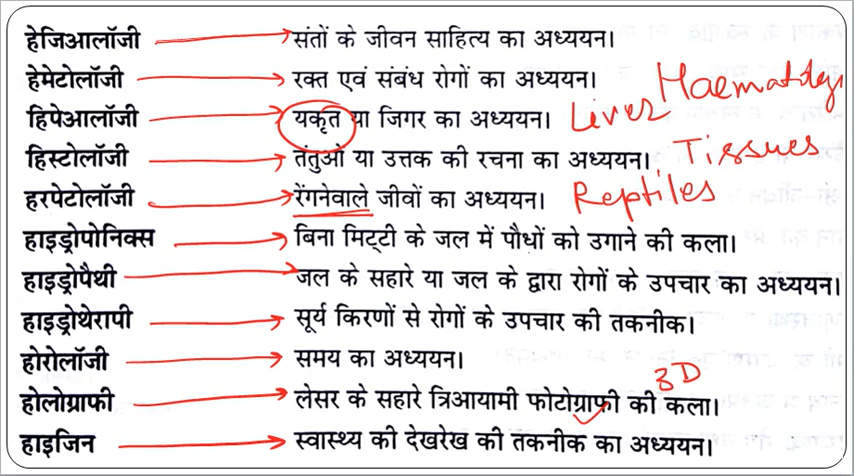 हेजिआलॉजी संतों के जीवन साहित्य का अध्ययन।
हेमेटोलॉजी रक्त एवं संबंध रोगों का अध्ययन। Haematology
हिपेआलॉजी यकृत या जिगर का अध्ययन। Liver
हिस्टोलॉजी तंतुओं या उत्तक की रचना का अध्ययन। Tissues
हरपेटोलॉजी रेंगनेवाले जीवों का अध्ययन। Reptiles
हाइड्रोपोनिक्स बिना मिट्टी के जल में पौधों को उगाने की कला।
हाइड्रोपैथी जल के सहारे या जल के द्वारा रोगों के उपचार का अध्ययन।
हाइड्रोथेरापी सूर्य किरणों से रोगों के उपचार की तकनीक।
होरोलॉजी समय का अध्ययन।
3D
होलोग्राफी लेसर के सहारे त्रिआयामी फोटोग्राफी की कला।
हाइजिन स्वास्थ्य की देखरेख की तकनीक का अध्ययन।